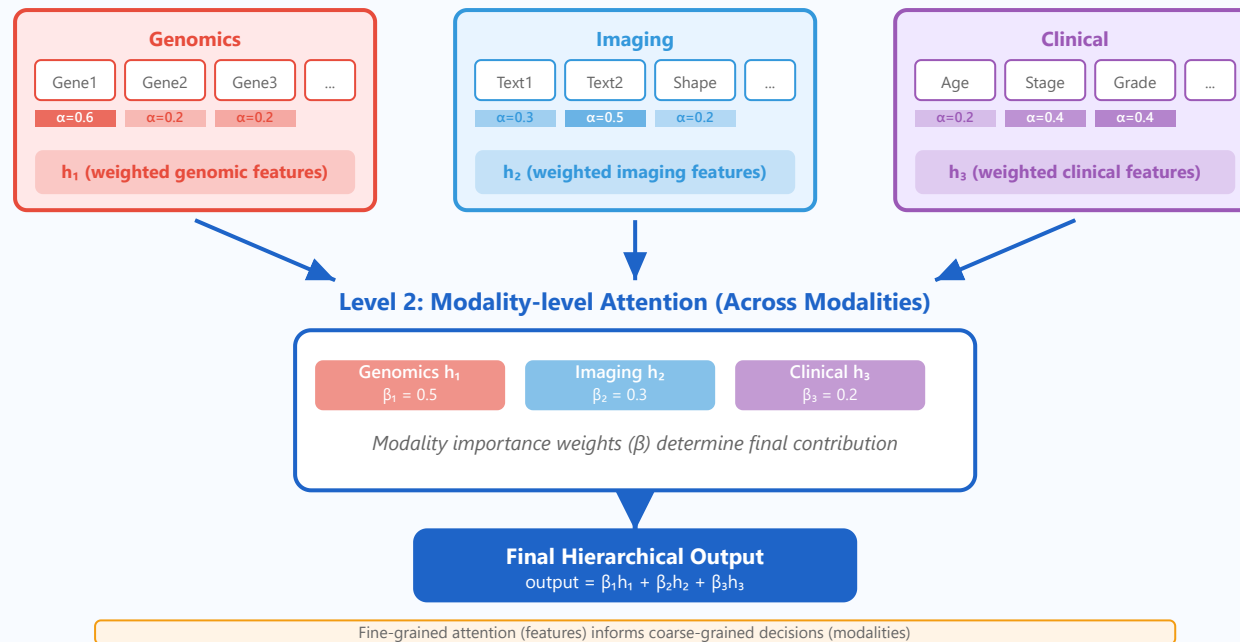 Genomics
Gene1 Gene2 Gene3 ...
α=0.6 α=0.2 α=0.2
h₁ (weighted genomic features)
Imaging
Text1 Text2 Shape ...
α=0.3 α=0.5 α=0.2
h₂ (weighted imaging features)
Clinical
Age Stage Grade ...
α=0.2 α=0.4 α=0.4
h₃ (weighted clinical features)
Level 2: Modality-level Attention (Across Modalities)
Genomics h₁
β₁ = 0.5
Imaging h₂
β₂ = 0.3
Clinical h₃
β₃ = 0.2
Modality importance weights (β) determine final contribution
Final Hierarchical Output
output = β₁h₁ + β₂h₂ + β₃h₃
Fine-grained attention (features) informs coarse-grained decisions (modalities)